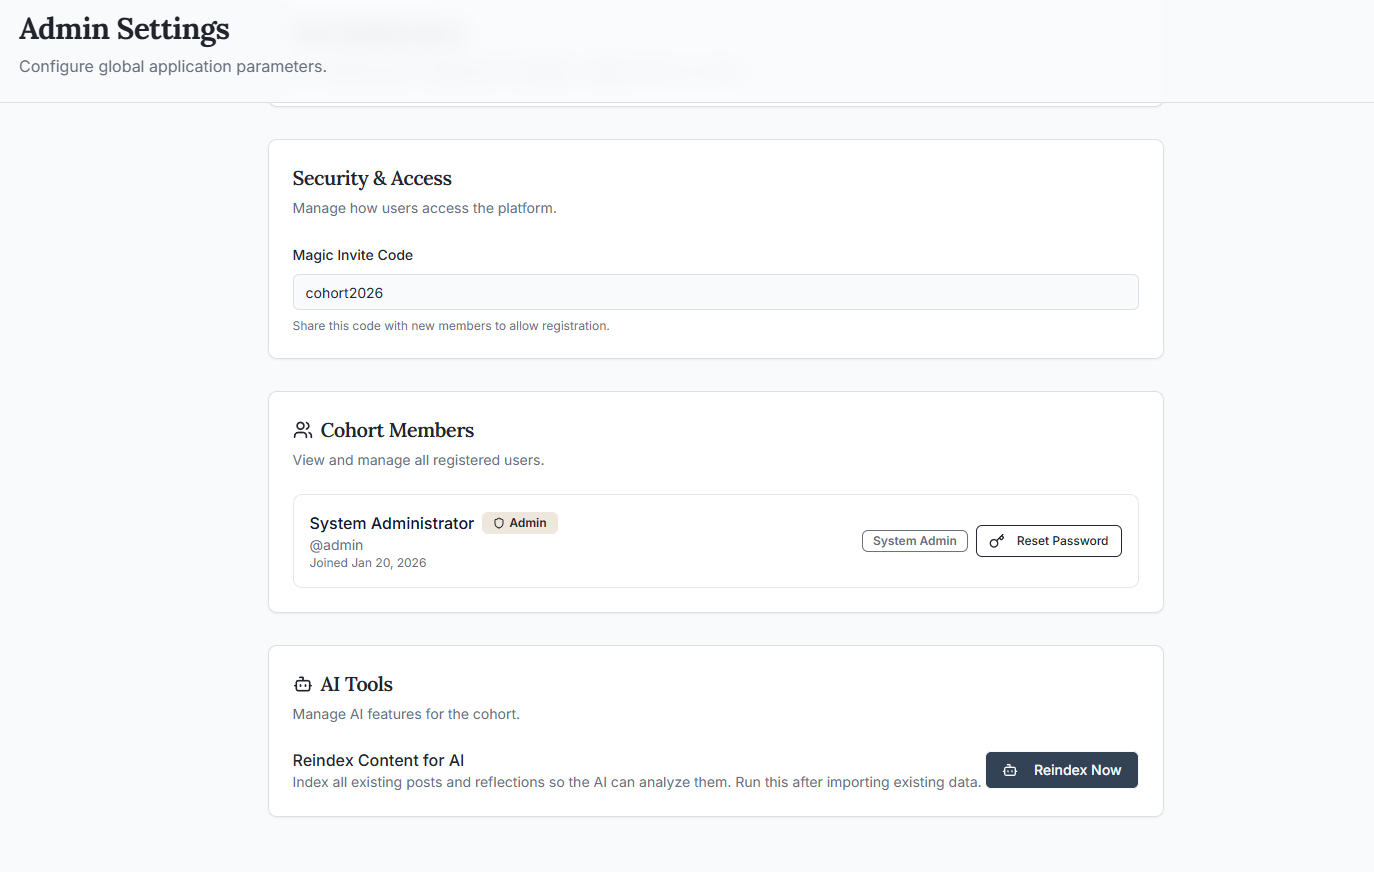 Admin Settings
Configure global application parameters.
Security & Access
Manage how users access the platform.
Magic Invite Code
cohort2026
Share this code with new members to allow registration.
Cohort Members
View and manage all registered users.
System Administrator Admin
@admin
Joined Jan 20, 2026
System Admin Reset Password
AI Tools
Manage AI features for the cohort.
Reindex Content for AI
Index all existing posts and reflections so the AI can analyze them. Run this after importing existing data.
Reindex Now